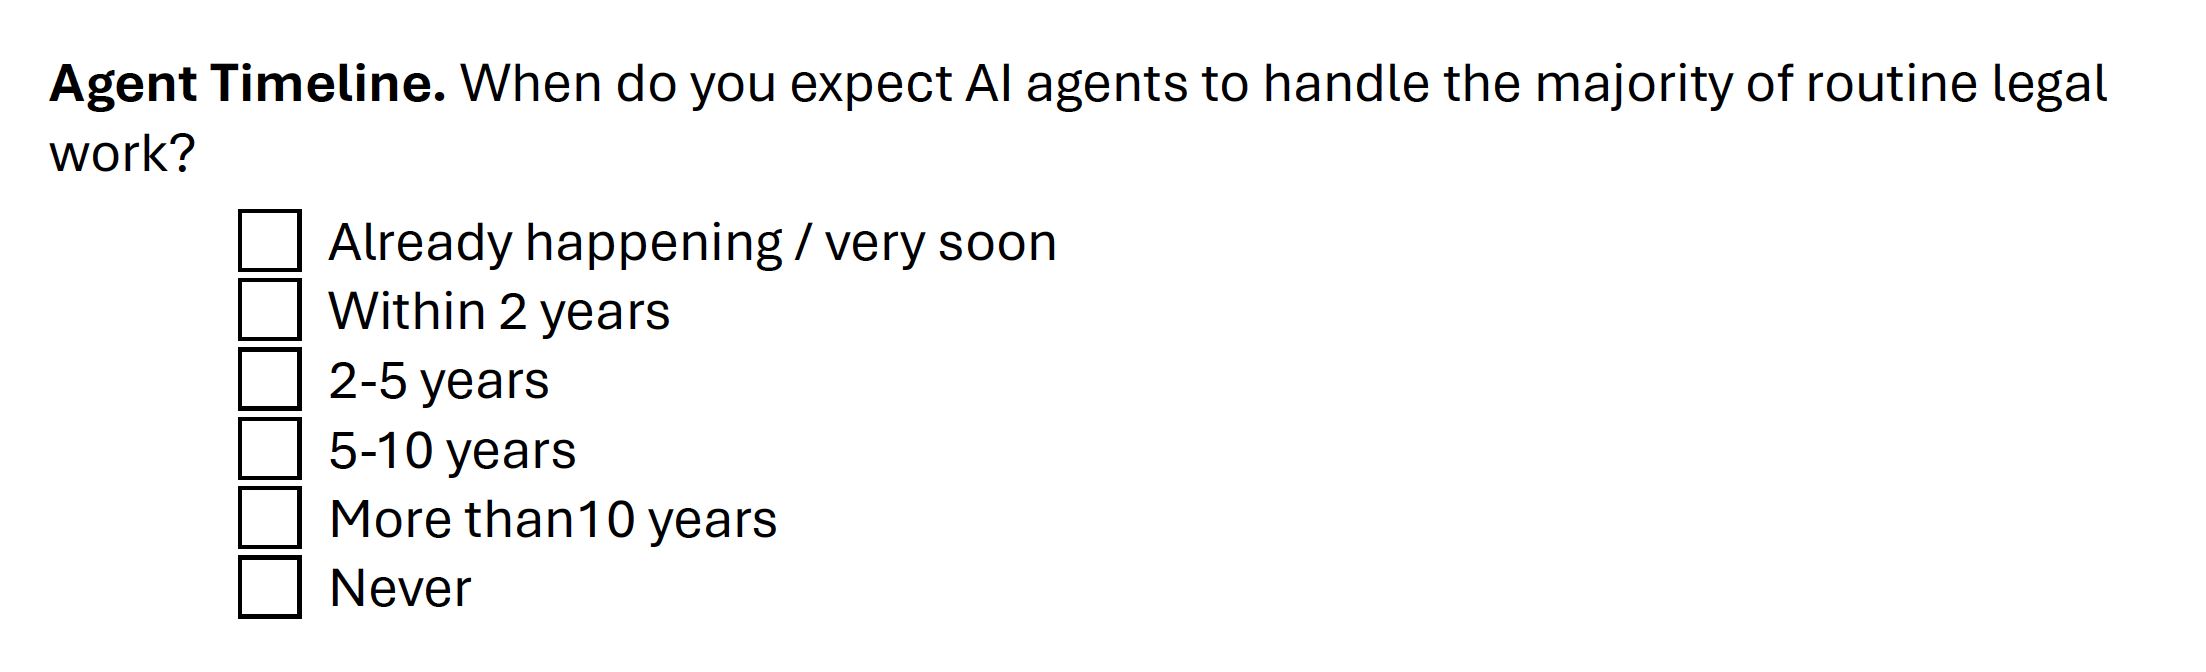 Agent Timeline. When do you expect AI agents to handle the majority of routine legal
work?
Already happening / very soon
Within 2 years
2-5 years
5-10 years
More than10 years
Never